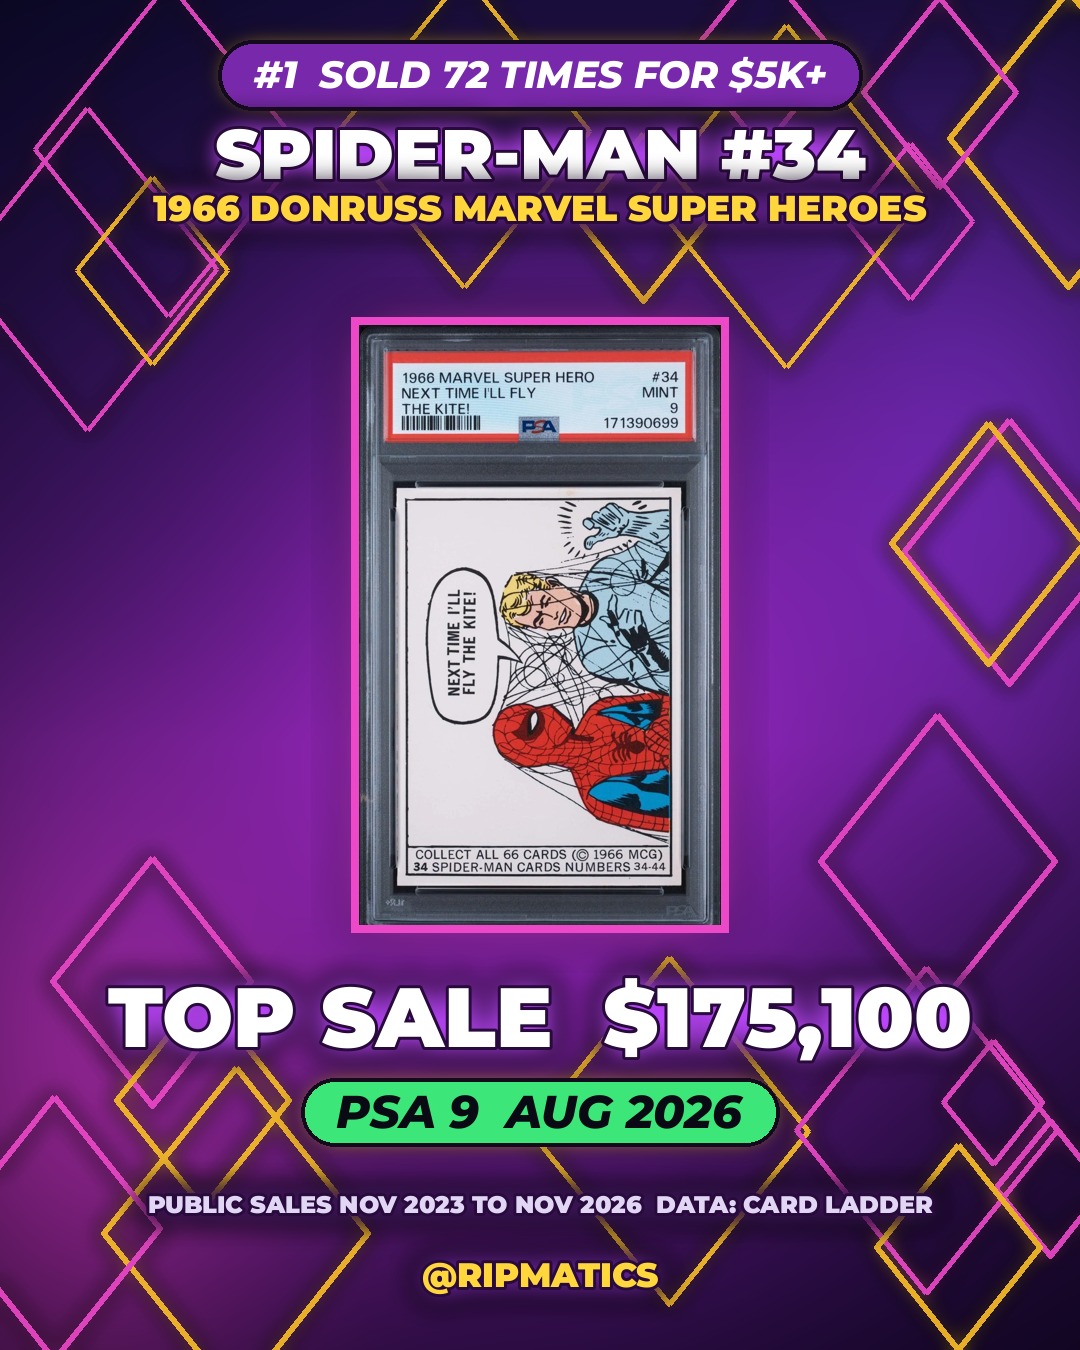 #1 SOLD 72 TIMES FOR $5K+
SPIDER-MAN #34
1966 DONRUSS MARVEL SUPER HEROES
1966 MARVEL SUPER HERO #34
NEXT TIME I'LL FLY MINT
THE KITE! 9
PSA 171390699
NEXT TIME I'LL
FLY THE KITE!
COLLECT ALL 66 CARDS (© 1966 MCG)
34 SPIDER-MAN CARDS NUMBERS 34-44
PSA
TOP SALE $175,100
PSA 9 AUG 2026
PUBLIC SALES NOV 2023 TO NOV 2026 DATA: CARD LADDER
@RIPMATICS